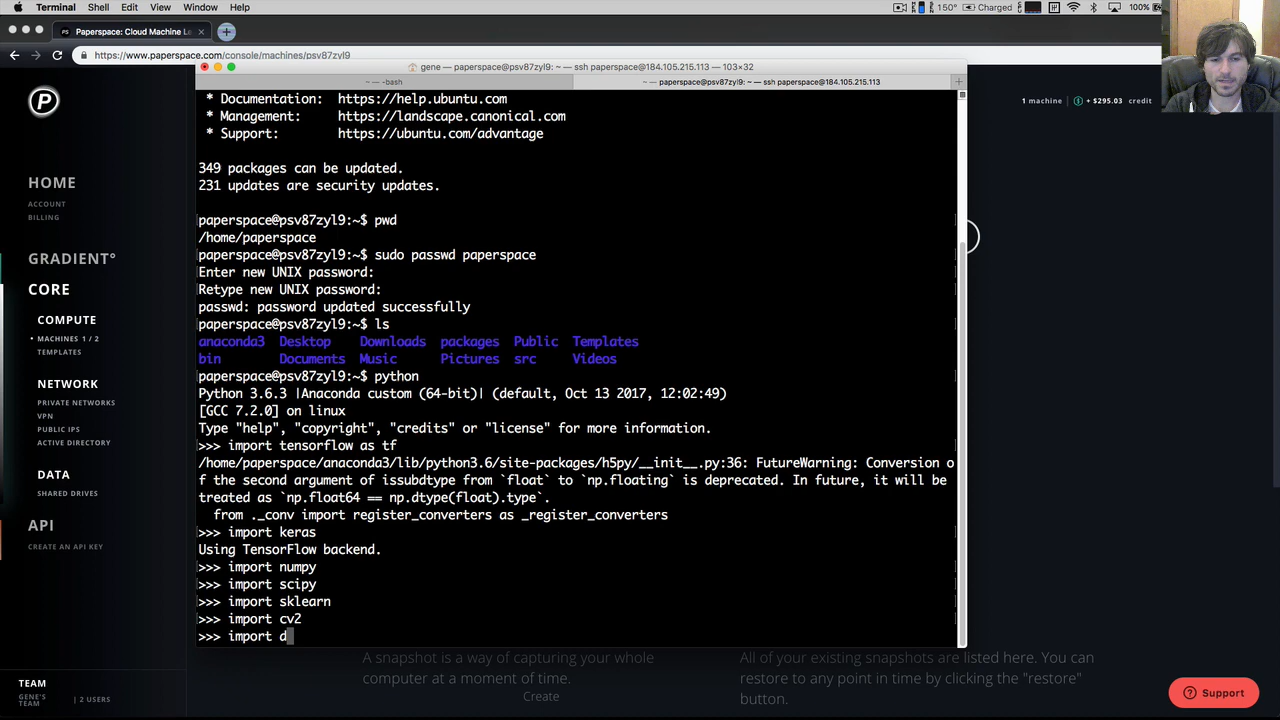 Terminal Shell Edit View Window Help
150° Charged 100%
PS Paperspace: Cloud Machine Le
https://www.paperspace.com/console/machines/psv87zyl9
gene — paperspace@psv87zyl9: ~ — ssh paperspace@184.105.215.113 — 103×32
~ — -bash
~ — paperspace@psv87zyl9: ~ — ssh paperspace@184.105.215.113
P
1 machine + $295.03 credit
HOME
ACCOUNT
BILLING
GRADIENT°
CORE
COMPUTE
MACHINES 1 / 2
TEMPLATES
NETWORK
PRIVATE NETWORKS
VPN
PUBLIC IPS
ACTIVE DIRECTORY
DATA
SHARED DRIVES
API
CREATE AN API KEY
TEAM
GENE'S TEAM | 2 USERS
* Documentation: https://help.ubuntu.com
* Management: https://landscape.canonical.com
* Support: https://ubuntu.com/advantage
349 packages can be updated.
231 updates are security updates.
paperspace@psv87zyl9:~$ pwd
/home/paperspace
paperspace@psv87zyl9:~$ sudo passwd paperspace
Enter new UNIX password:
Retype new UNIX password:
passwd: password updated successfully
paperspace@psv87zyl9:~$ ls
anaconda3 Desktop Downloads packages Public Templates
bin Documents Music Pictures src Videos
paperspace@psv87zyl9:~$ python
Python 3.6.3 |Anaconda custom (64-bit)| (default, Oct 13 2017, 12:02:49)
[GCC 7.2.0] on linux
Type "help", "copyright", "credits" or "license" for more information.
>>> import tensorflow as tf
/home/paperspace/anaconda3/lib/python3.6/site-packages/h5py/__init__.py:36: FutureWarning: Conversion o
f the second argument of issubdtype from `float` to `np.floating` is deprecated. In future, it will be
treated as `np.float64 == np.dtype(float).type`.
from ._conv import register_converters as _register_converters
>>> import keras
Using TensorFlow backend.
>>> import numpy
>>> import scipy
>>> import sklearn
>>> import cv2
>>> import d
A snapshot is a way of capturing your whole
computer at a moment of time.
Create
All of your existing snapshots are listed here. You can
restore to any point in time by clicking the "restore"
button.
Support